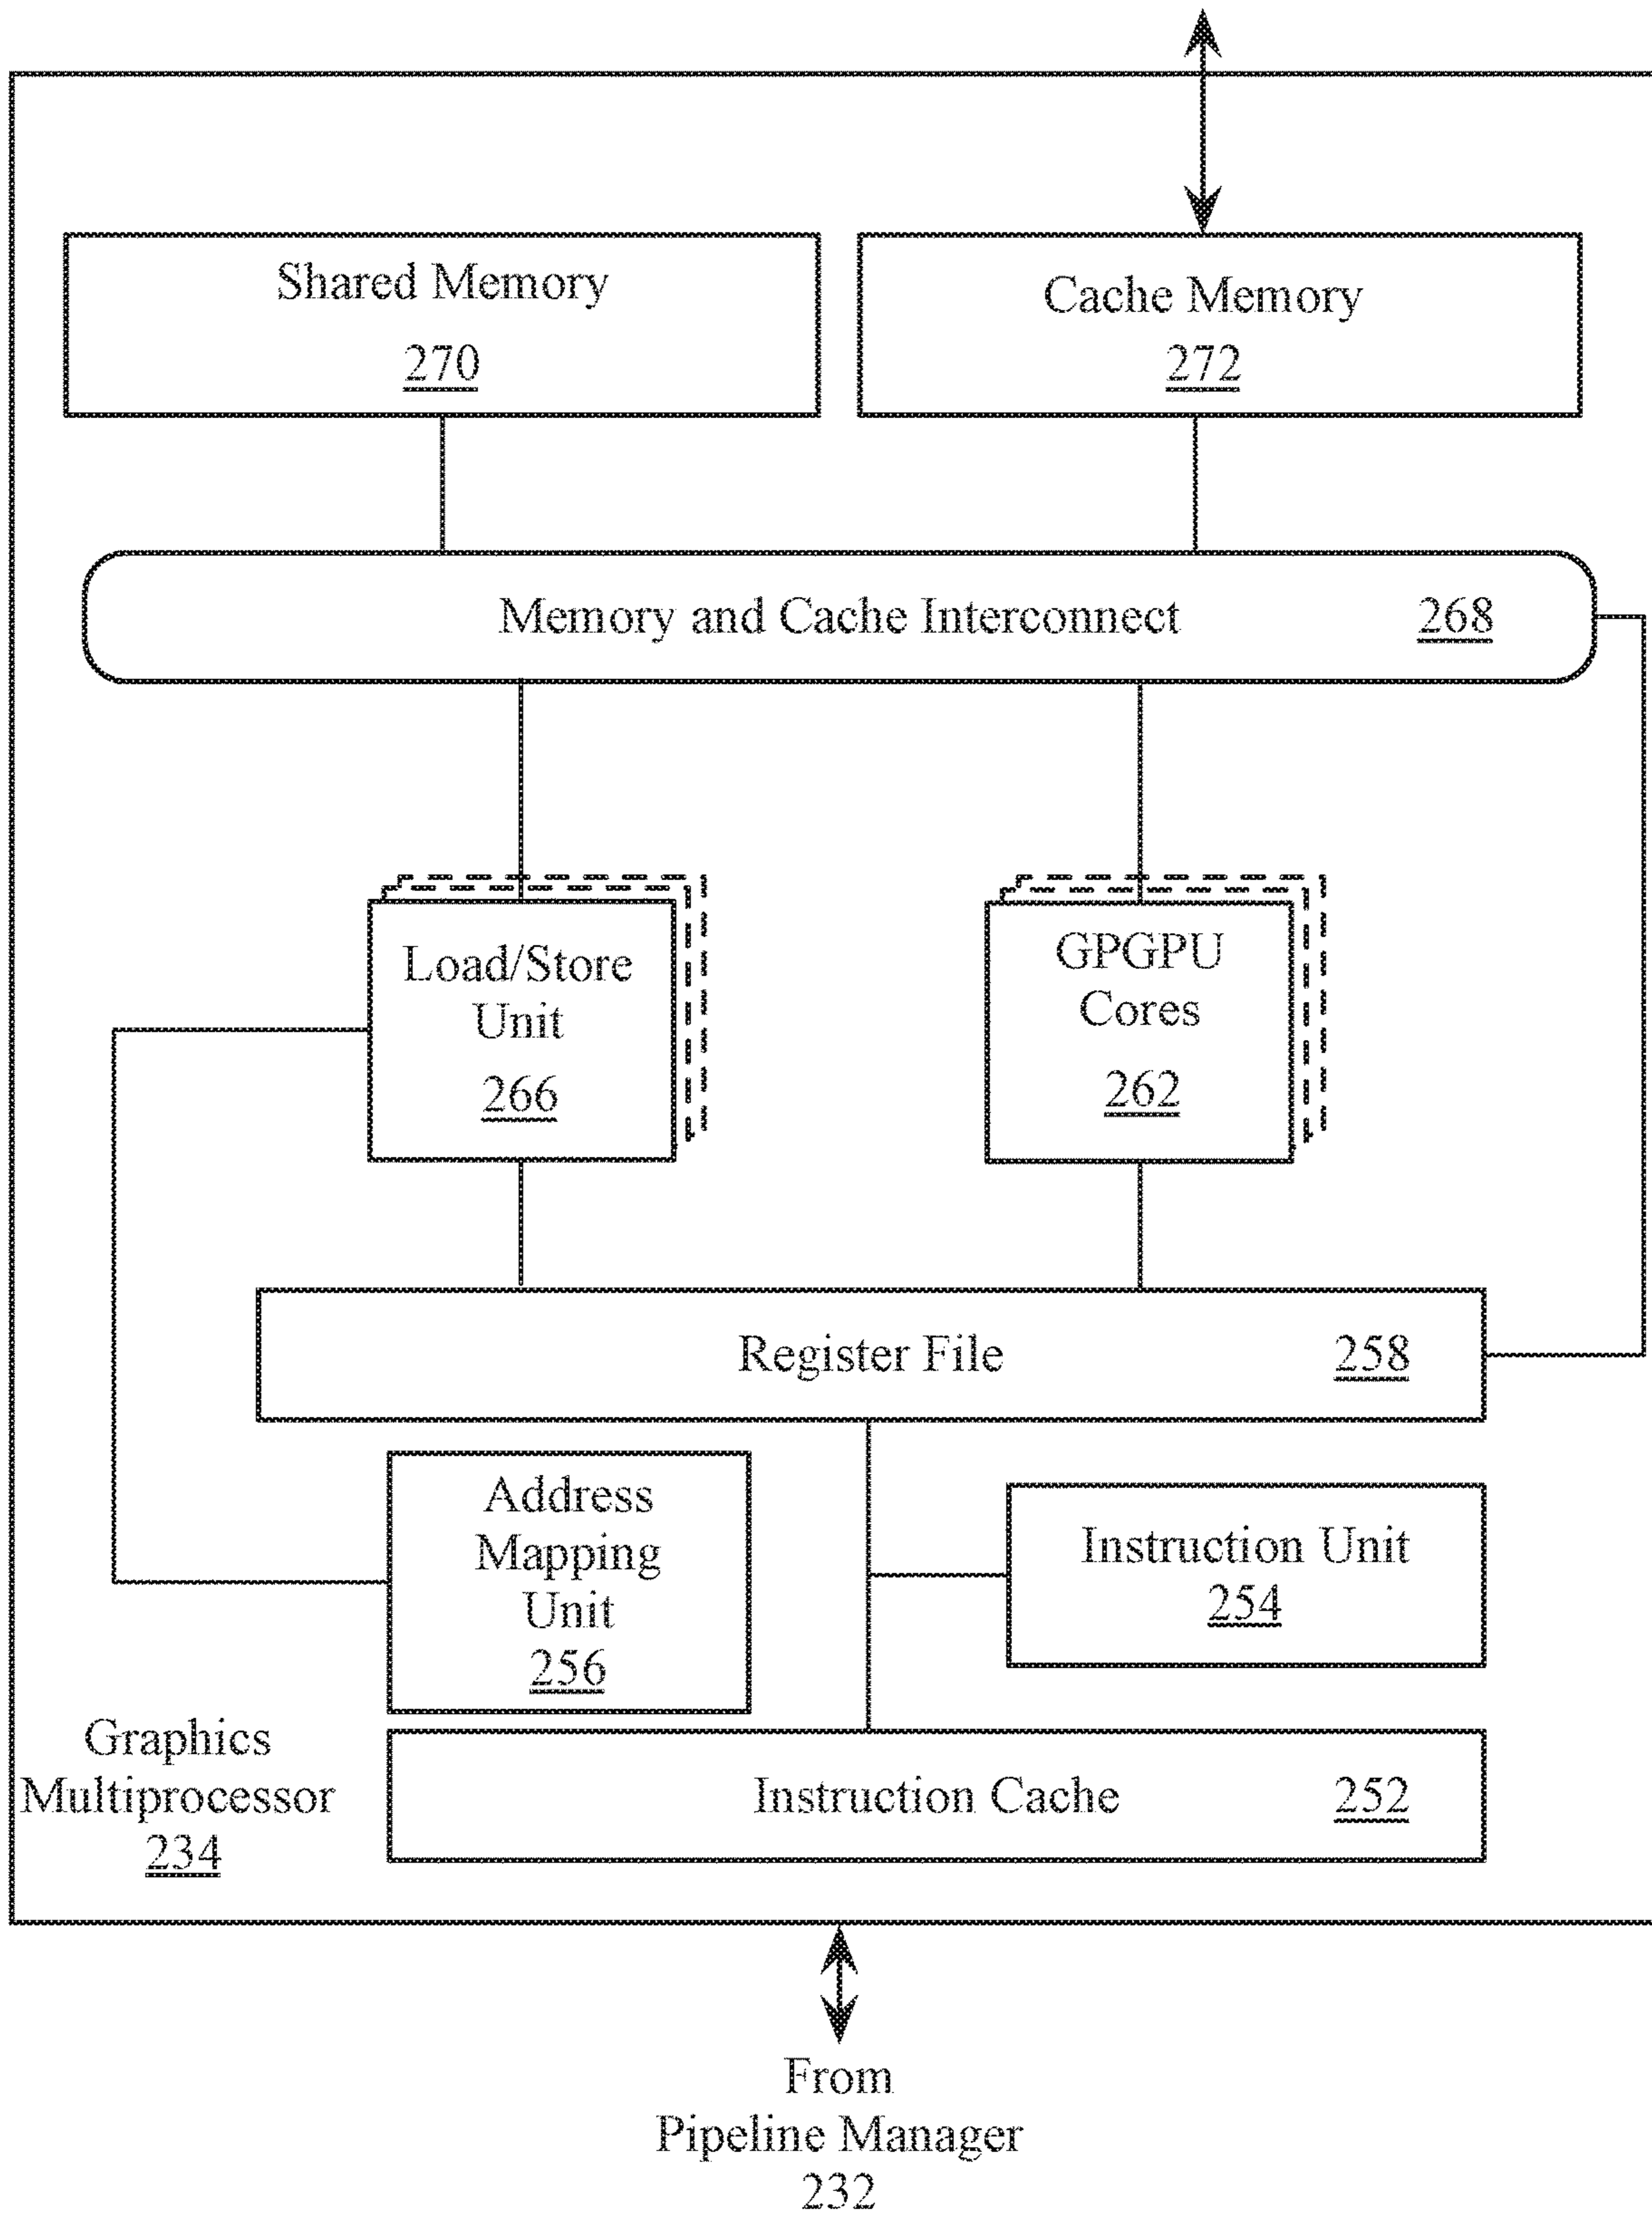 Shared Memory
270
Cache Memory
272
Memory and Cache Interconnect 268
Load/Store
Unit
266
GPGPU
Cores
262
Register File 258
Address
Mapping
Unit
256
Instruction Unit
254
Graphics
Multiprocessor
234
Instruction Cache 252
From
Pipeline Manager
232